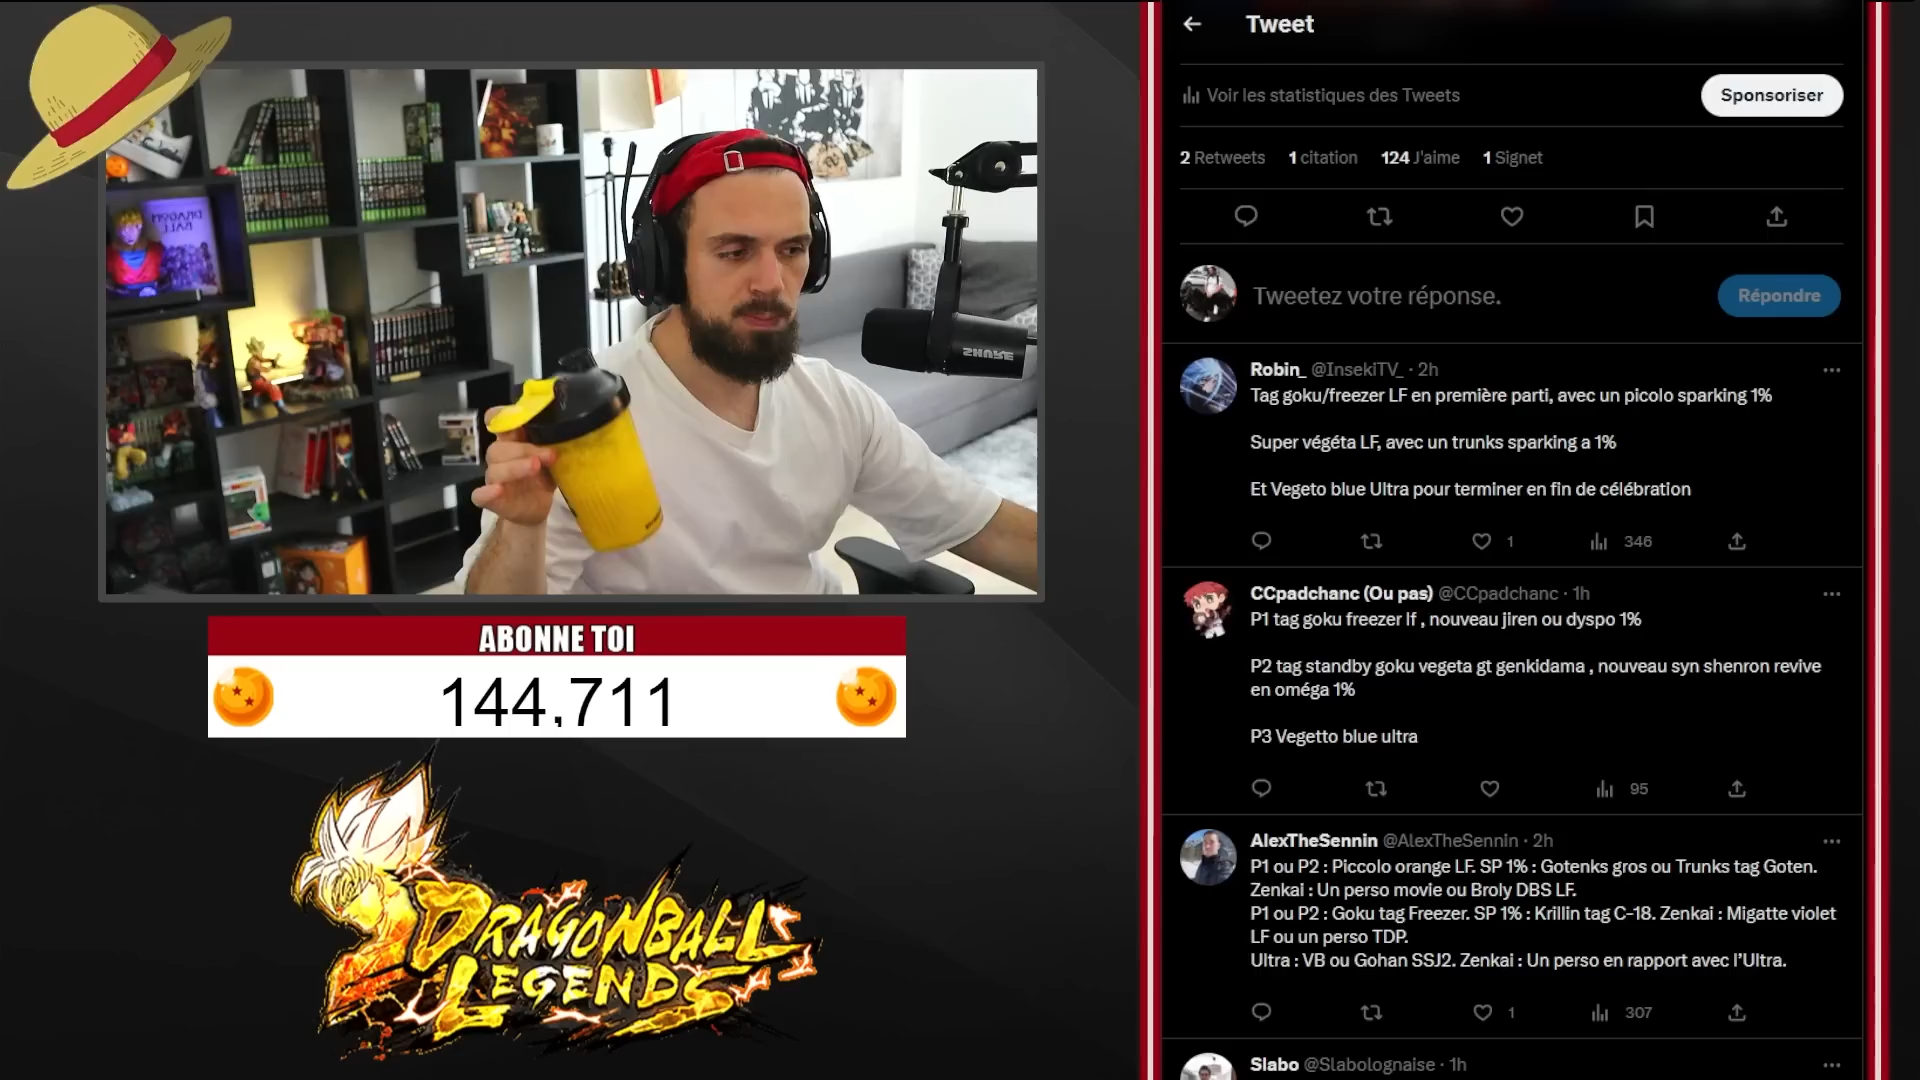 Tweet
Voir les statistiques des Tweets
Sponsoriser
2 Retweets 1 citation 124 J'aime 1 Signet
Tweetez votre réponse.
Répondre
Robin_ @InsekITV_ · 2h
Tag goku/freezer LF en première parti, avec un picolo sparking 1%
Super végéta LF, avec un trunks sparking a 1%
Et Vegeto blue Ultra pour terminer en fin de célébration
1 346
CCpadchanc (Ou pas) @CCpadchanc · 1h
P1 tag goku freezer lf , nouveau jiren ou dyspo 1%
P2 tag standby goku vegeta gt genkidama , nouveau syn shenron revive
en oméga 1%
P3 Vegetto blue ultra
95
AlexTheSennin @AlexTheSennin · 2h
P1 ou P2 : Piccolo orange LF. SP 1% : Gotenks gros ou Trunks tag Goten.
Zenkai : Un perso movie ou Broly DBS LF.
P1 ou P2 : Goku tag Freezer. SP 1% : Krillin tag C-18. Zenkai : Migatte violet
LF ou un perso TDP.
Ultra : VB ou Gohan SSJ2. Zenkai : Un perso en rapport avec l'Ultra.
1 307
Slabo @Slabolognaise · 1h
DRAGON
BALL
SHURE
ABONNE TOI
144,711
DRAGONBALL
LEGENDS